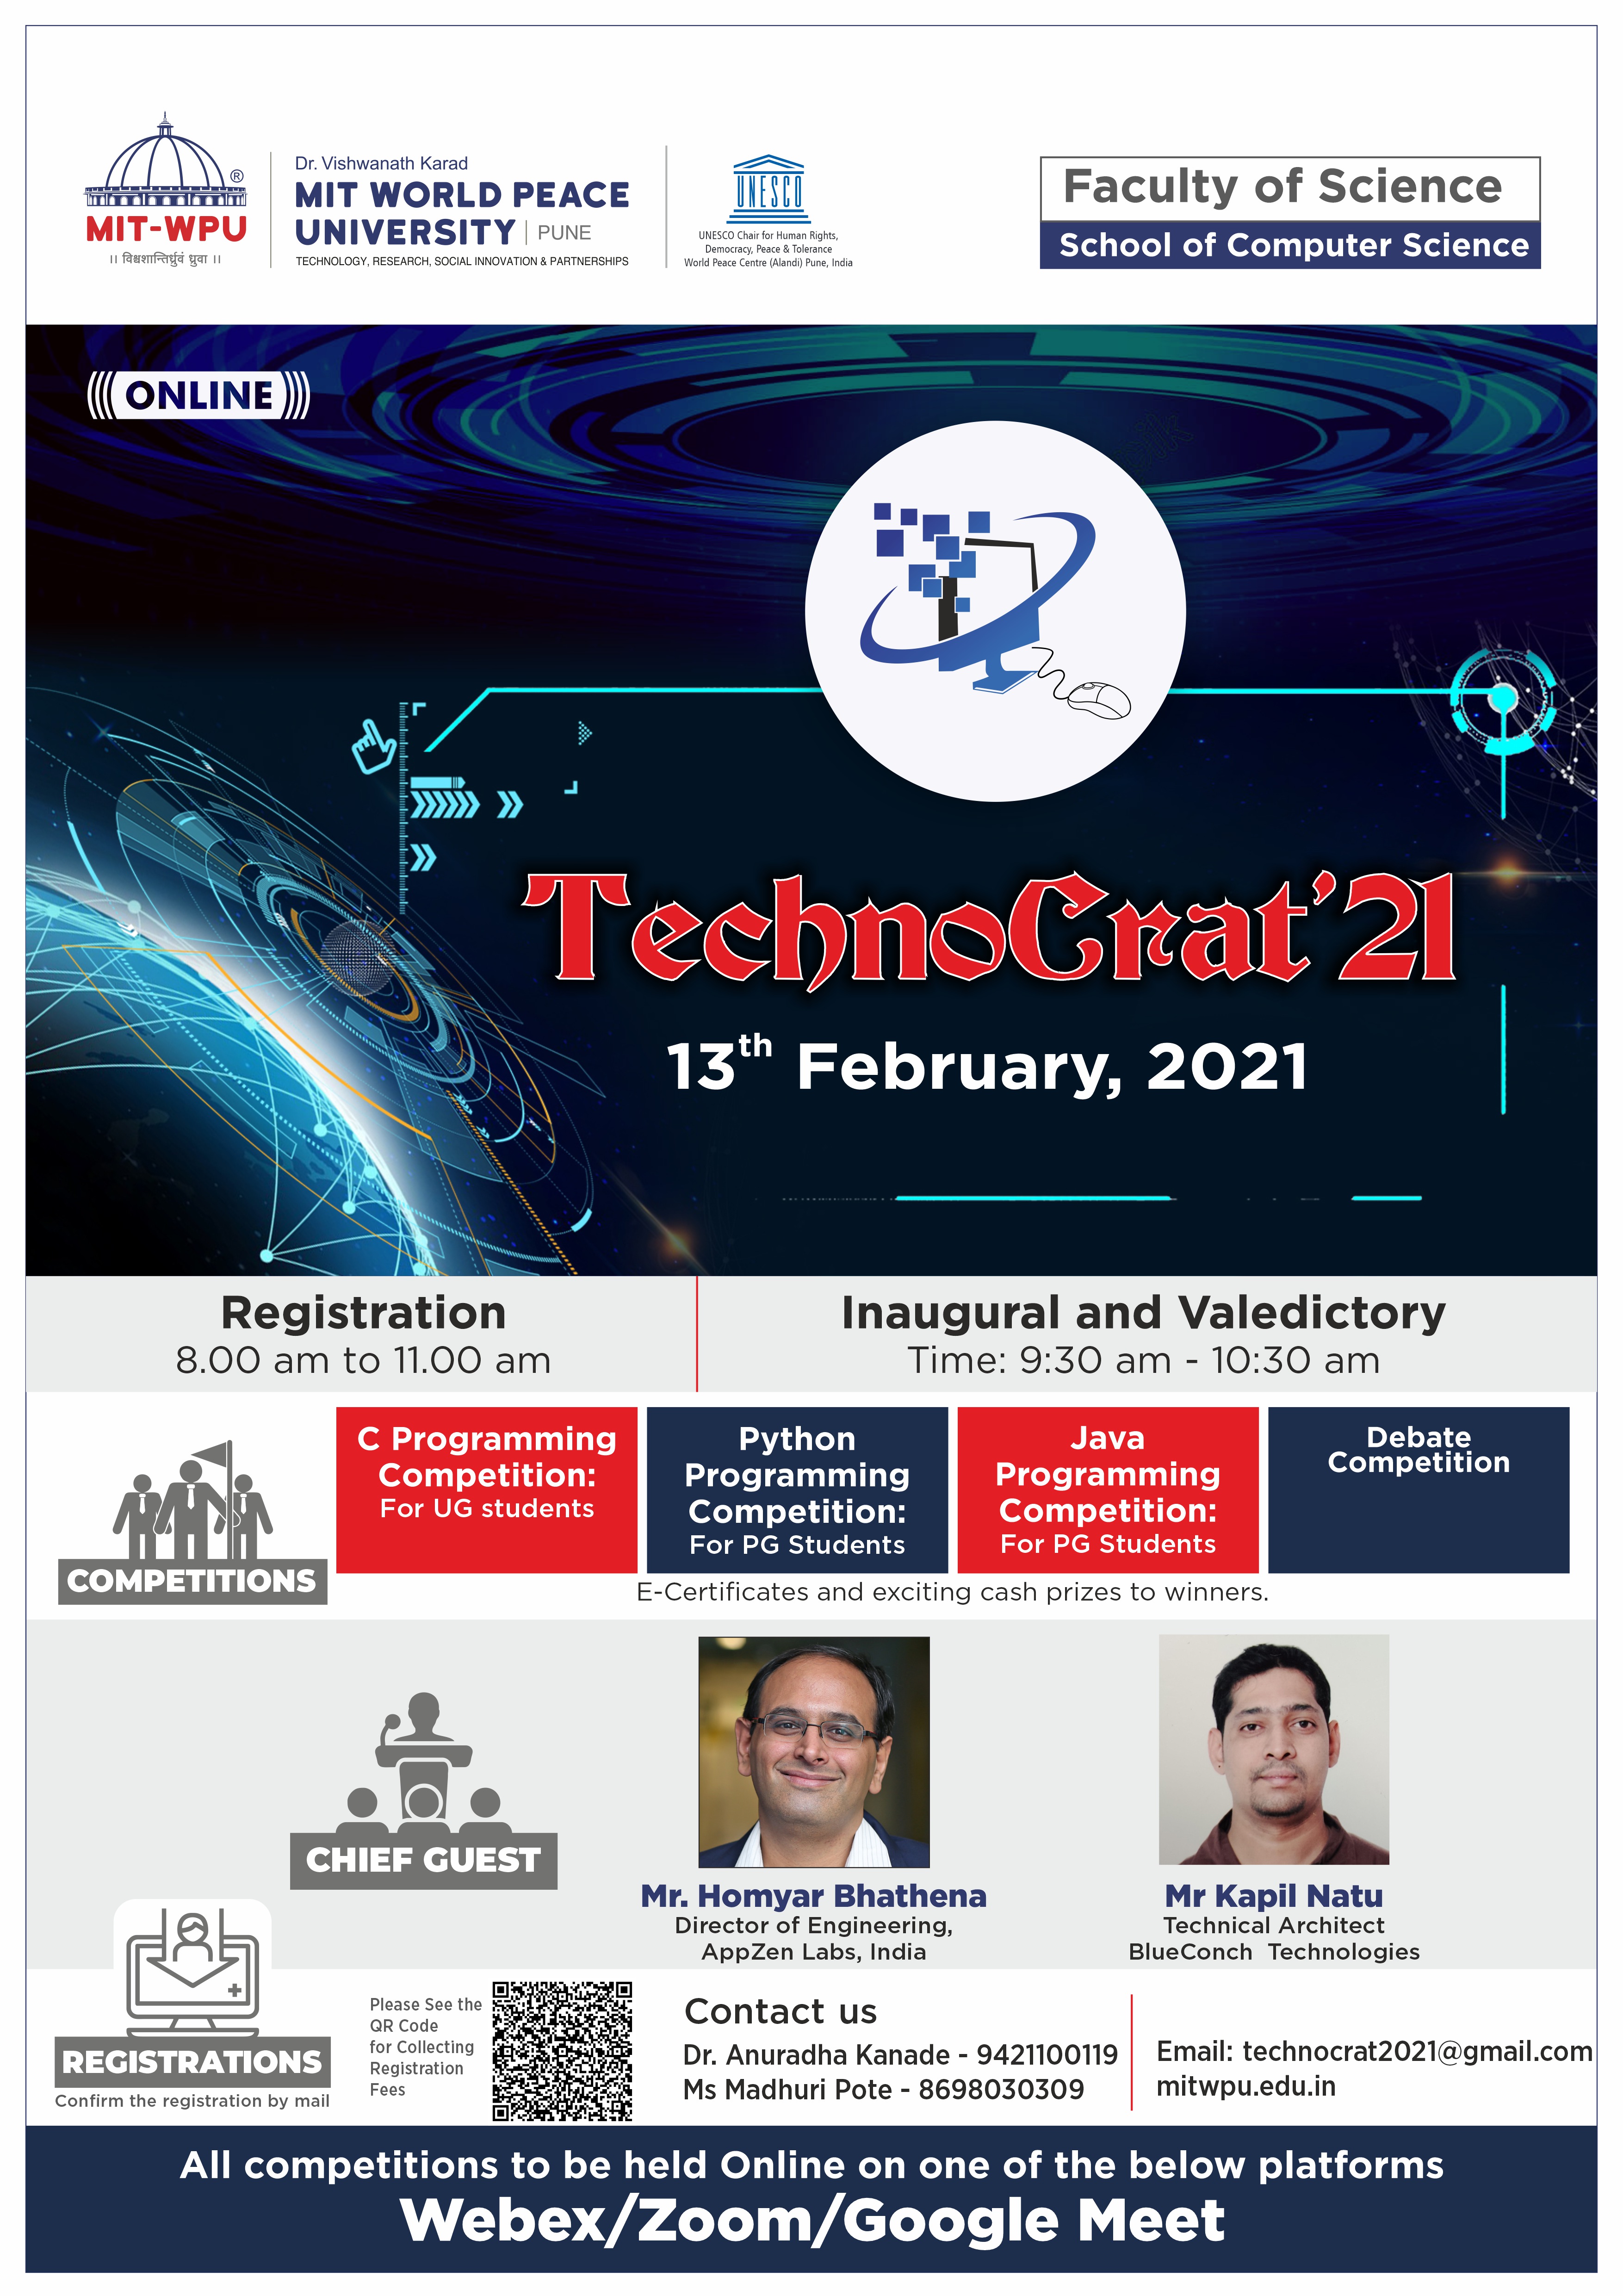 Dr. Vishwanath Karad
MIT WORLD PEACE
UNIVERSITY | PUNE
TECHNOLOGY, RESEARCH, SOCIAL INNOVATION & PARTNERSHIPS
®
MIT-WPU
।। विश्वशान्तिर्ध्रुवं ध्रुवा ।।
UNESCO
UNESCO Chair for Human Rights,
Democracy, Peace & Tolerance
World Peace Centre (Alandi) Pune, India
Faculty of Science
School of Computer Science
ONLINE
TechnoCrat'21
13th February, 2021
Registration
8.00 am to 11.00 am
Inaugural and Valedictory
Time: 9:30 am - 10:30 am
COMPETITIONS
C Programming
Competition:
For UG students
Python
Programming
Competition:
For PG Students
Java
Programming
Competition:
For PG Students
Debate
Competition
E-Certificates and exciting cash prizes to winners.
CHIEF GUEST
Mr. Homyar Bhathena
Director of Engineering,
AppZen Labs, India
Mr Kapil Natu
Technical Architect
BlueConch Technologies
REGISTRATIONS
Confirm the registration by mail
Please See the
QR Code
for Collecting
Registration
Fees
Contact us
Dr. Anuradha Kanade - 9421100119
Ms Madhuri Pote - 8698030309
Email: technocrat2021@gmail.com
mitwpu.edu.in
All competitions to be held Online on one of the below platforms
Webex/Zoom/Google Meet